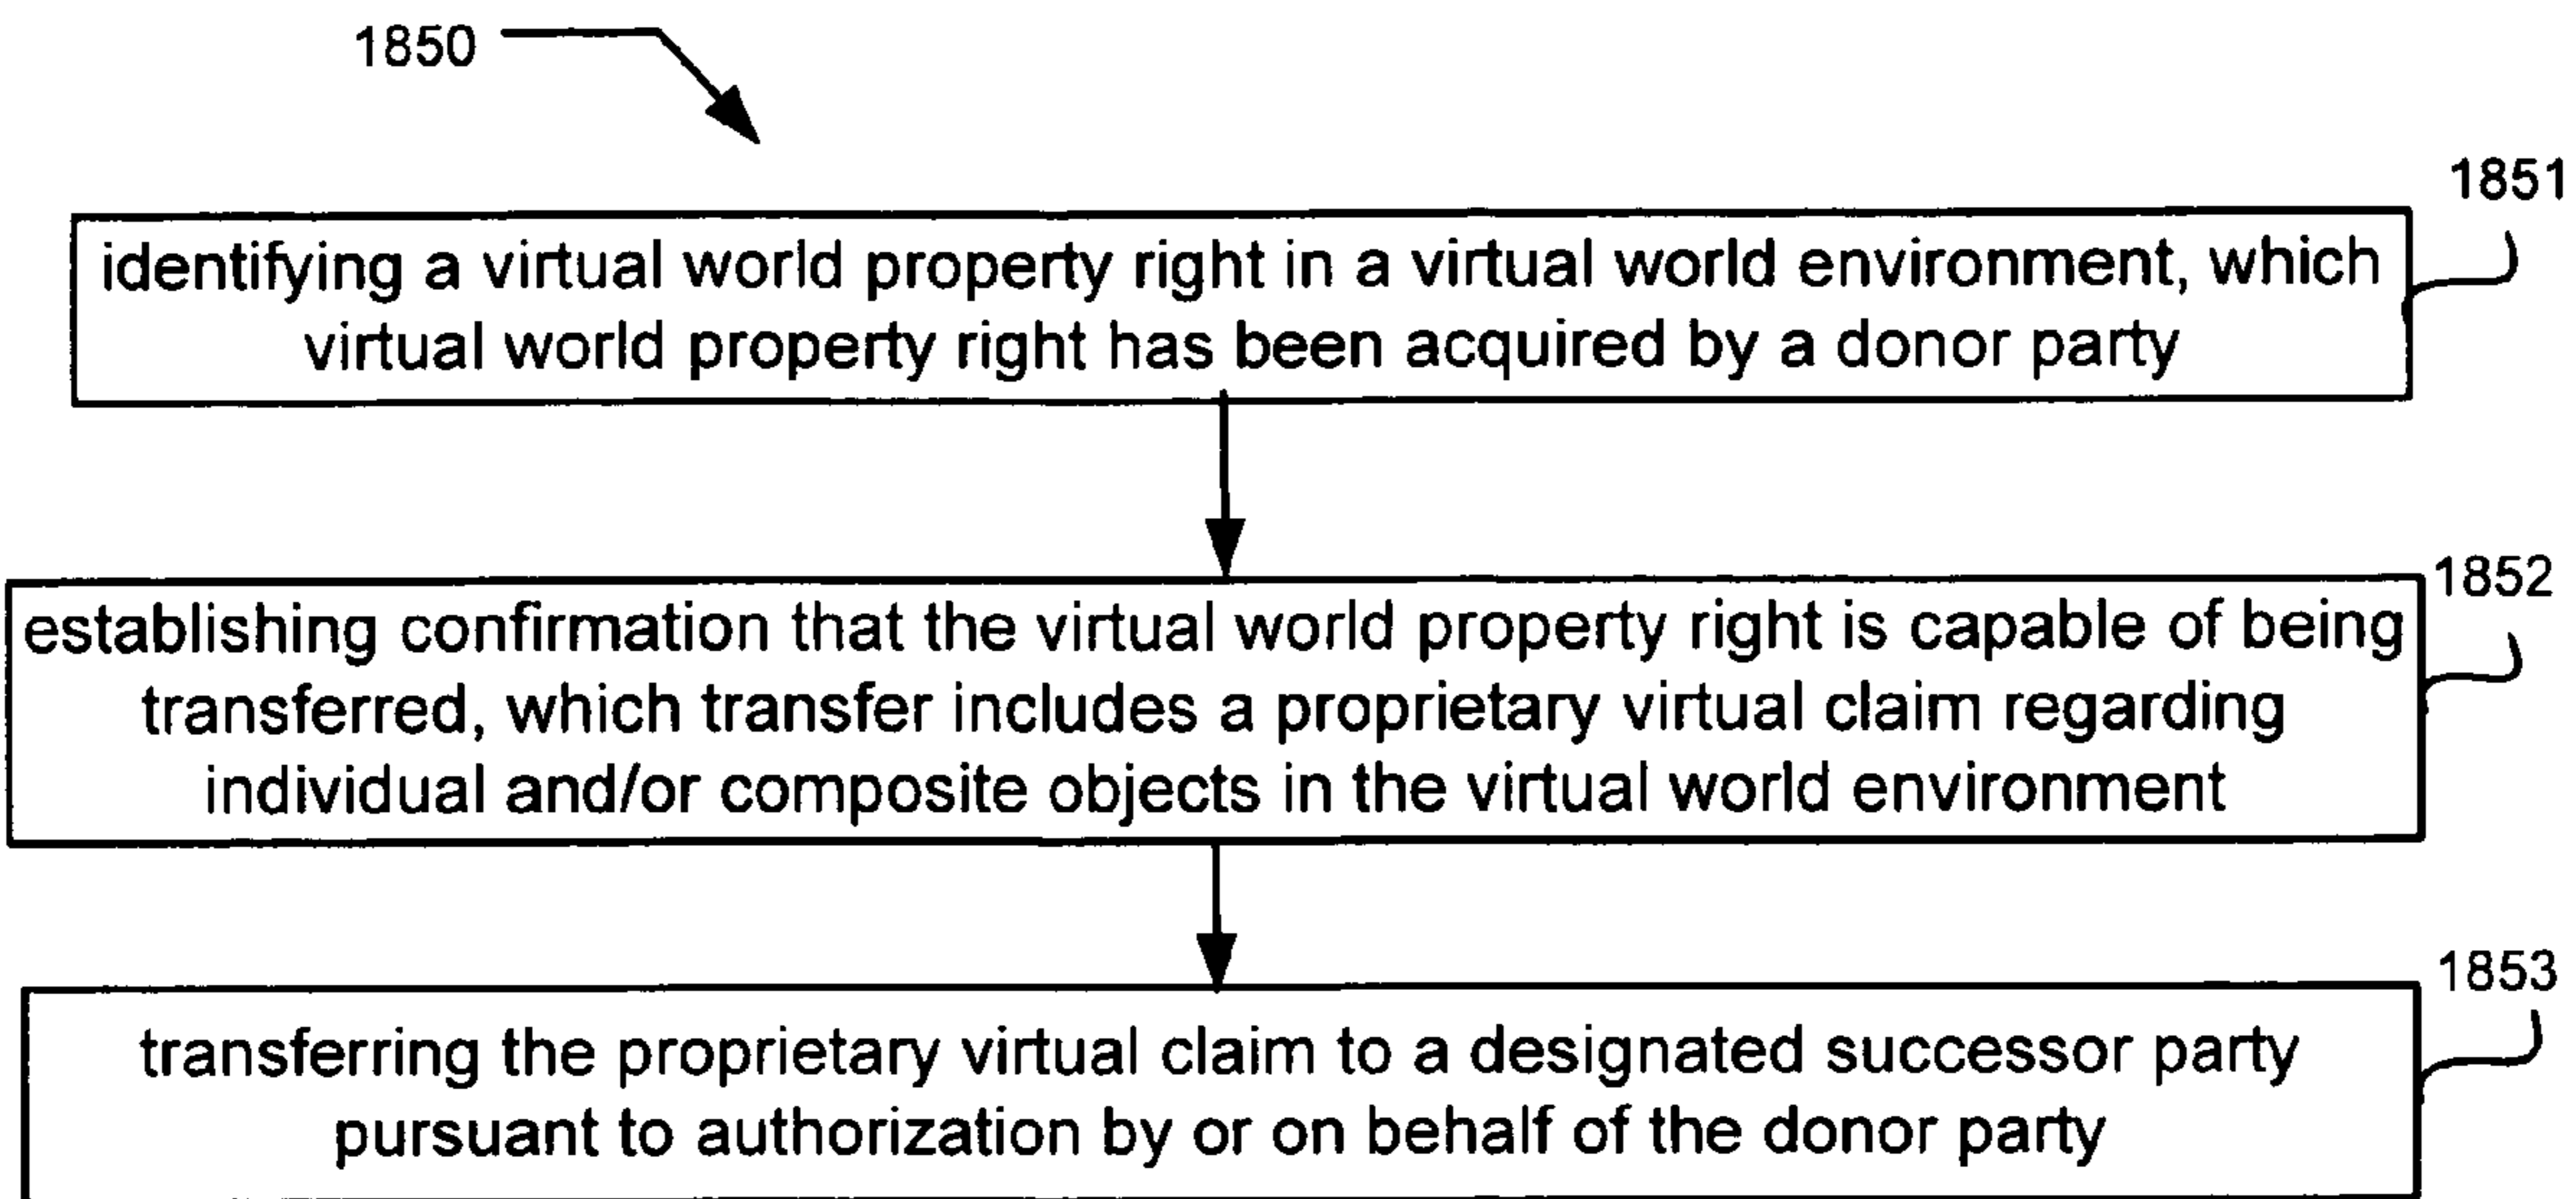 1850
1851
identifying a virtual world property right in a virtual world environment, which
virtual world property right has been acquired by a donor party
1852
establishing confirmation that the virtual world property right is capable of being
transferred, which transfer includes a proprietary virtual claim regarding
individual and/or composite objects in the virtual world environment
1853
transferring the proprietary virtual claim to a designated successor party
pursuant to authorization by or on behalf of the donor party